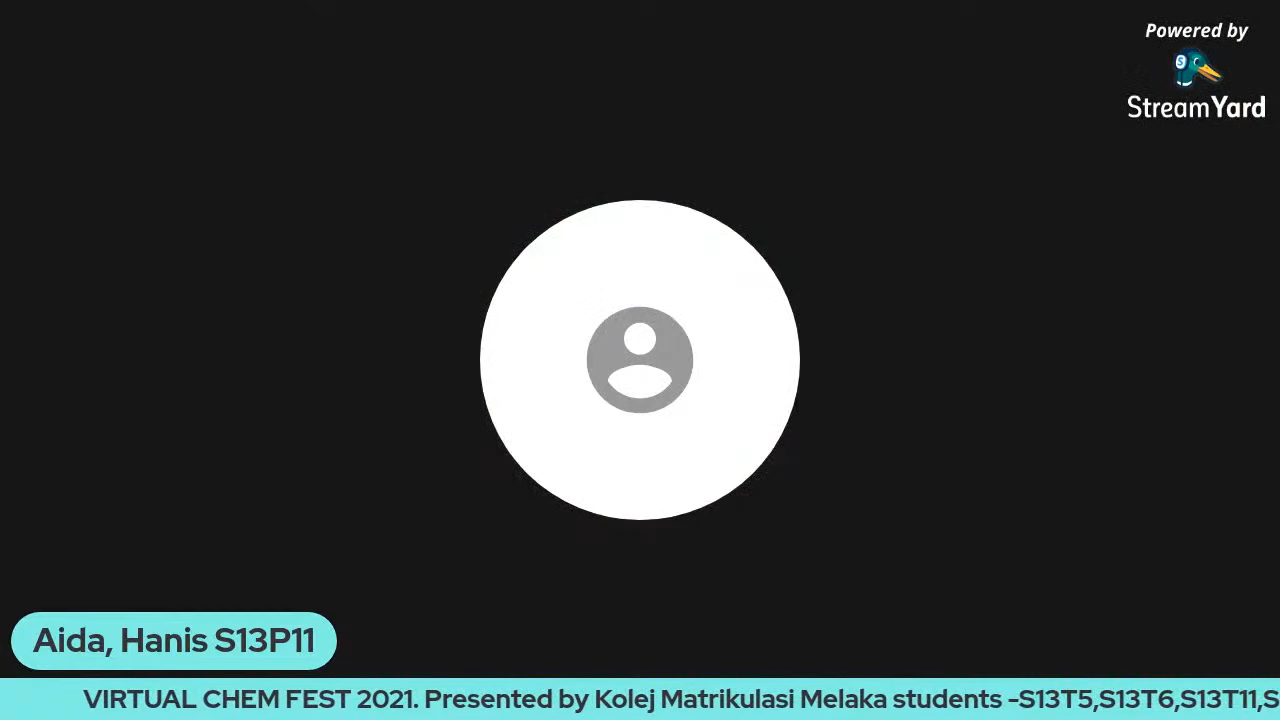 Powered by
S
StreamYard
Aida, Hanis S13P11
VIRTUAL CHEM FEST 2021. Presented by Kolej Matrikulasi Melaka students -S13T5,S13T6,S13T11,S